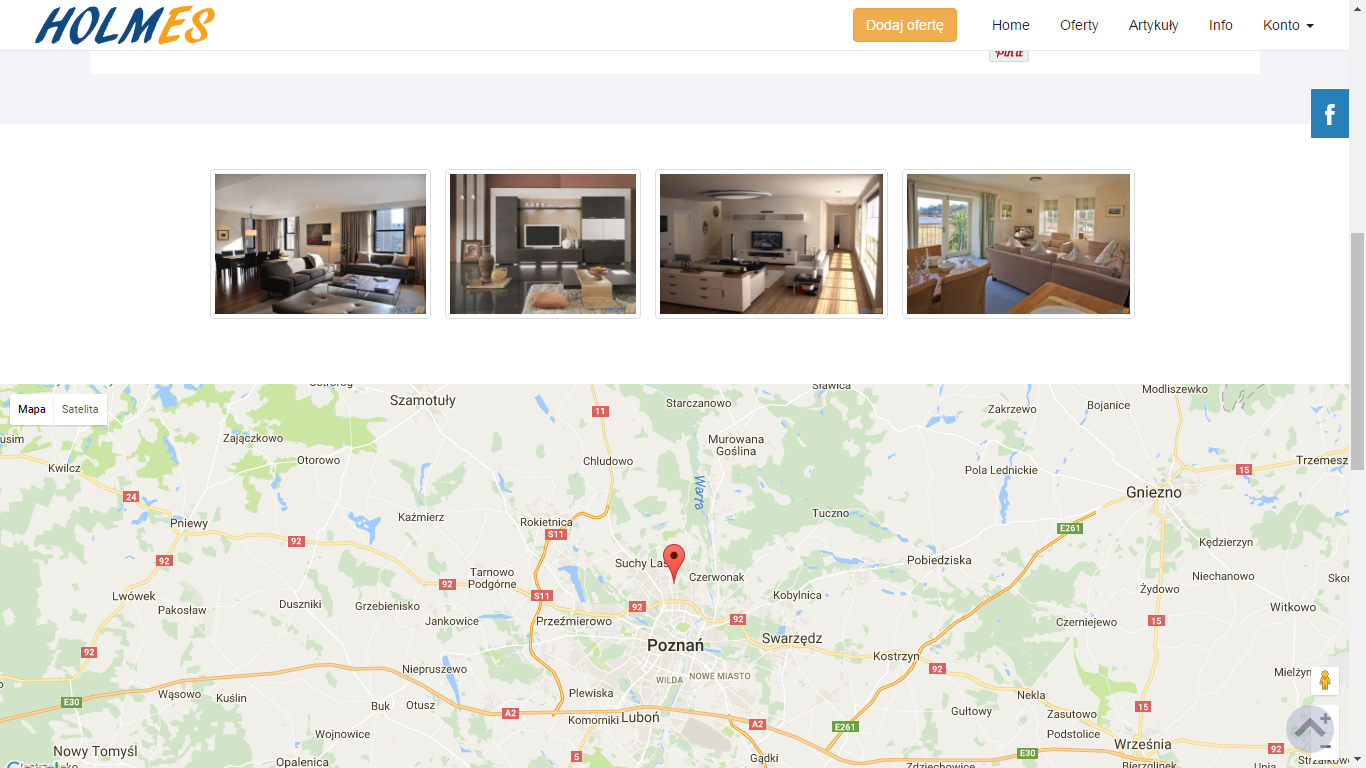 HOLMES
Dodaj ofertę
Home
Oferty
Artykuły
Info
Konto
Pin it
f
Mapa
Satelita
Szamotuły
Starczanowo
Sławica
Modliszewko
Zakrzewo
Bojanice
11
Zajączkowo
Otorowo
Murowana
Goślina
Kwilcz
Chludowo
Pola Lednickie
15
Trzemesz
24
Warta
Gniezno
Pniewy
Kaźmierz
Rokietnica
Tuczno
E261
S11
92
Kędzierzyn
92
Suchy Las
Pobiedziska
Tarnowo
Podgórne
Czerwonak
Niechanowo
92
Żydowo
Lwówek
S11
Kobylnica
Duszniki
Grzebienisko
92
Witkowo
Pakosław
Jankowice
Przeźmierowo
92
Czerniejewo
15
Poznań
Swarzędz
92
Kostrzyn
Niepruszewo
92
Mielżyn
WILDA
NOWE MIASTO
Wąsowo
Kuślin
Plewiska
Nekla
E30
Buk
Otusz
A2
Komorniki
Luboń
A2
E261
Gułtowy
15
Zasutowo
Wojnowice
Podstolice
Nowy Tomyśl
5
Gądki
E30
Września
92
Opalenica